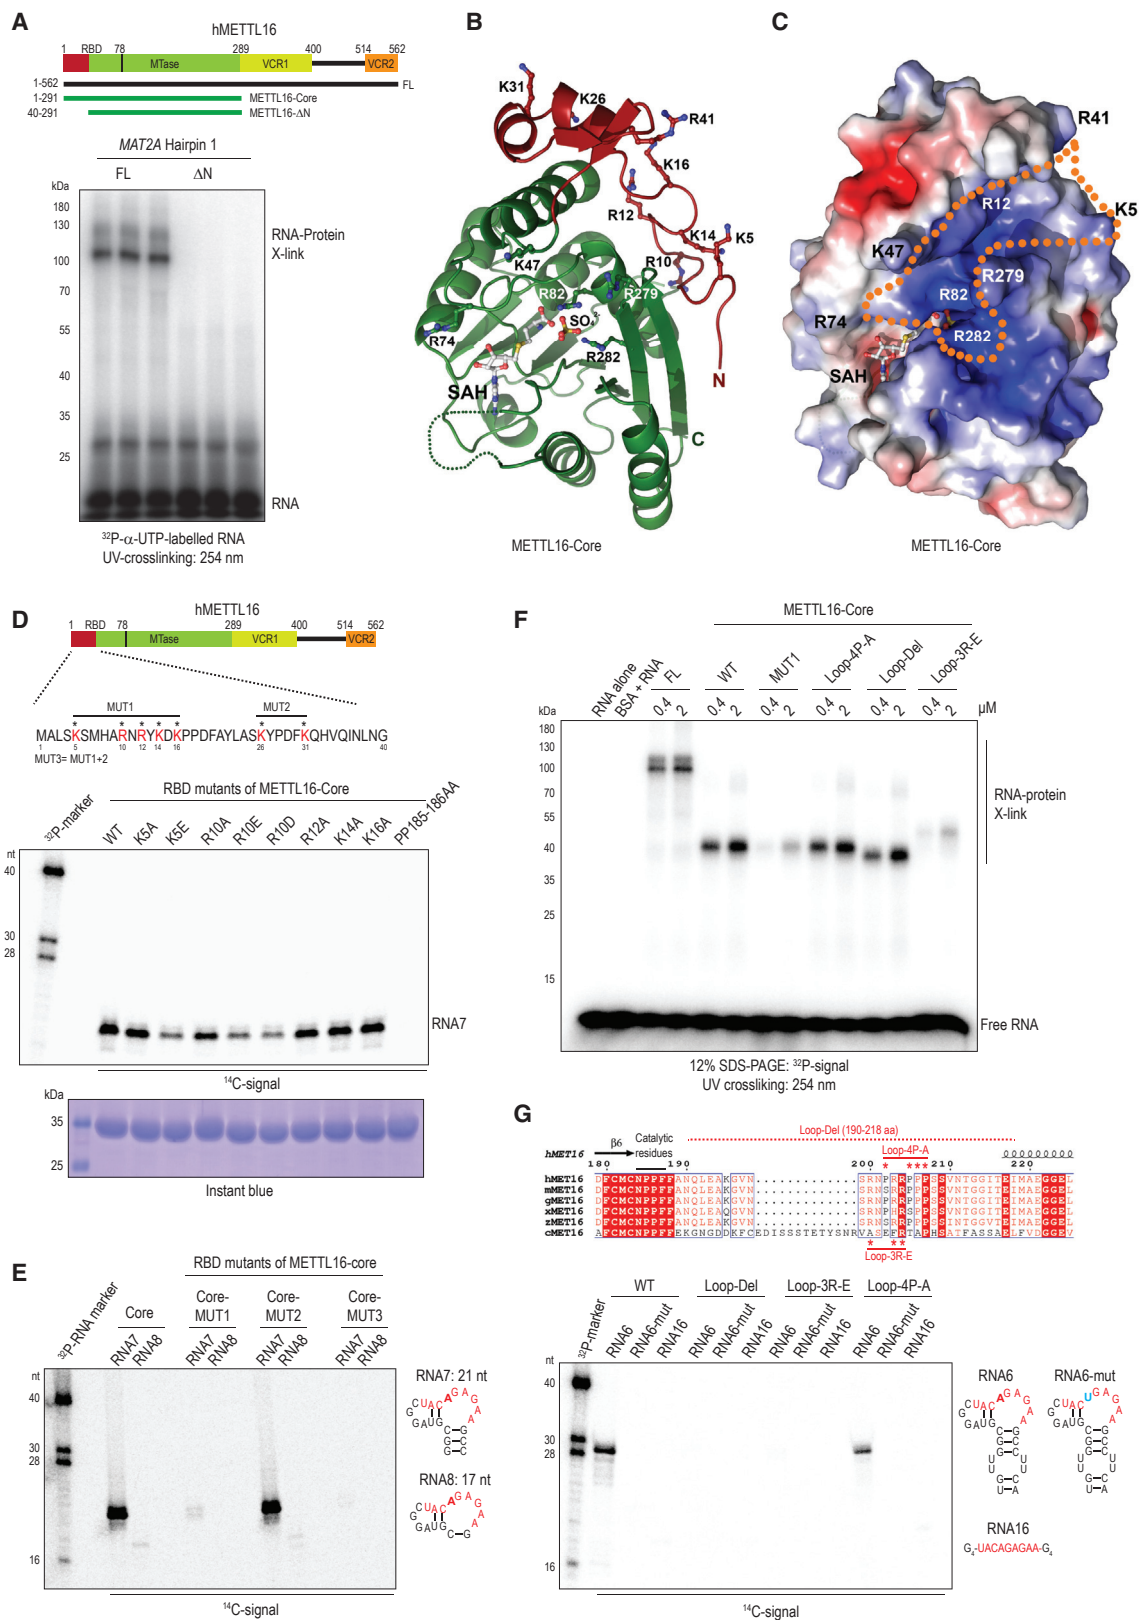 A
hMETTL16
1 RBD 78 289 400 514 562
MTase VCR1 VCR2
1-562 FL
1-291 METTL16-Core
40-291 METTL16-ΔN
MAT2A Hairpin 1
FL ΔN
kDa
180
130
100
70
55
40
35
25
RNA-Protein
X-link
RNA
32P-α-UTP-labelled RNA
UV-crosslinking: 254 nm
B
K31
K26
R41
K16
R12
K14
K5
R10
K47
R82
R279
SO4 2-
R74
R282
SAH
N
C
METTL16-Core
C
R41
R12
K5
K47
R279
R82
R74
R282
SAH
METTL16-Core
D
hMETTL16
1 RBD 78 289 400 514 562
MTase VCR1 VCR2
MUT1 MUT2
* * * * * * *
MALSKSMHARNRYKDKPPDFAYLASKYPDFKQHVQINLNG
1 5 10 12 14 16 26 31 40
MUT3= MUT1+2
RBD mutants of METTL16-Core
32P-marker WT K5A K5E R10A R10E R10D R12A K14A K16A PP185-186AA
nt
40
30
28
RNA7
14C-signal
kDa
35
25
Instant blue
E
RBD mutants of METTL16-core
32P-RNA marker
Core Core-MUT1 Core-MUT2 Core-MUT3
RNA7 RNA8 RNA7 RNA8 RNA7 RNA8 RNA7 RNA8
nt
40
30
28
16
14C-signal
RNA7: 21 nt
RNA8: 17 nt
F
METTL16-Core
RNA alone
BSA + RNA
FL WT MUT1 Loop-4P-A Loop-Del Loop-3R-E
0.4 2 0.4 2 0.4 2 0.4 2 0.4 2 0.4 2 μM
kDa
130
100
70
55
40
35
25
15
RNA-protein
X-link
Free RNA
12% SDS-PAGE: 32P-signal
UV crossliking: 254 nm
G
Loop-Del (190-218 aa)
hMET16 β6 Catalytic residues
Loop-4P-A
180 190 200 210 220
* ***
hMET16 DFCMCNPPFFANQLEAKGVN.............SRNPRRPPPSSVNTGGITEIMAEGGEL
mMET16
gMET16
xMET16
zMET16
cMET16
* **
Loop-3R-E
32P-marker
WT Loop-Del Loop-3R-E Loop-4P-A
RNA6 RNA6-mut RNA16 RNA6 RNA6-mut RNA16 RNA6 RNA6-mut RNA16 RNA6 RNA6-mut RNA16
nt
40
30
28
16
14C-signal
RNA6
RNA6-mut
RNA16
G4-UACAGAGAA-G4